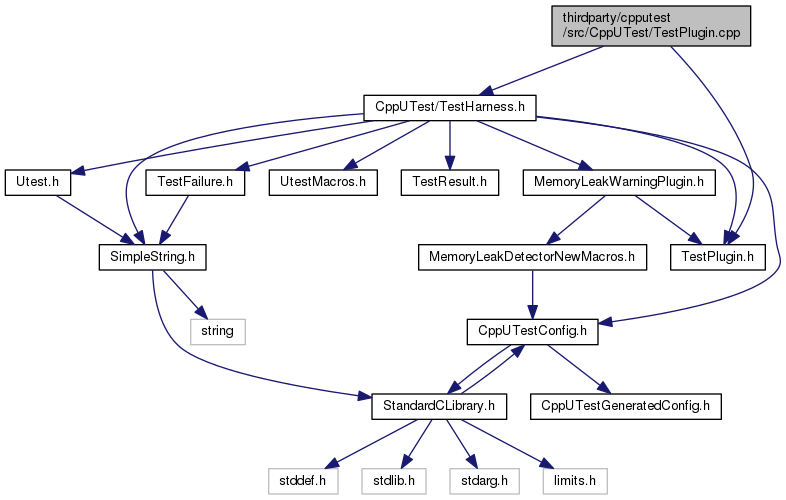 thirdparty/cpputest
/src/CppUTest/TestPlugin.cpp
CppUTest/TestHarness.h
Utest.h
TestFailure.h
UtestMacros.h
TestResult.h
MemoryLeakWarningPlugin.h
SimpleString.h
MemoryLeakDetectorNewMacros.h
TestPlugin.h
string
CppUTestConfig.h
StandardCLibrary.h
CppUTestGeneratedConfig.h
stddef.h
stdlib.h
stdarg.h
limits.h